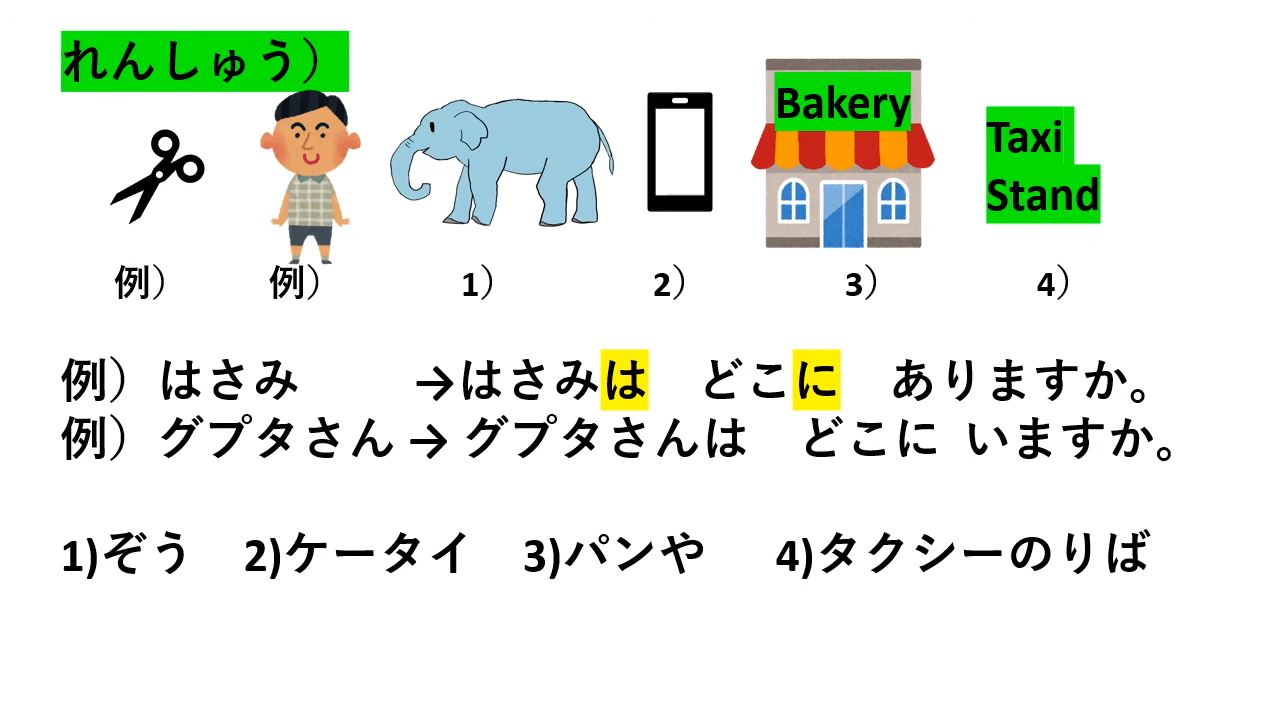 れんしゅう）
Bakery
Taxi
Stand
例） 例） 1） 2） 3） 4）
例）はさみ →はさみは　どこに　ありますか。
例）グプタさん → グプタさんは　どこに いますか。
1)ぞう 2)ケータイ 3)パンや 4)タクシーのりば